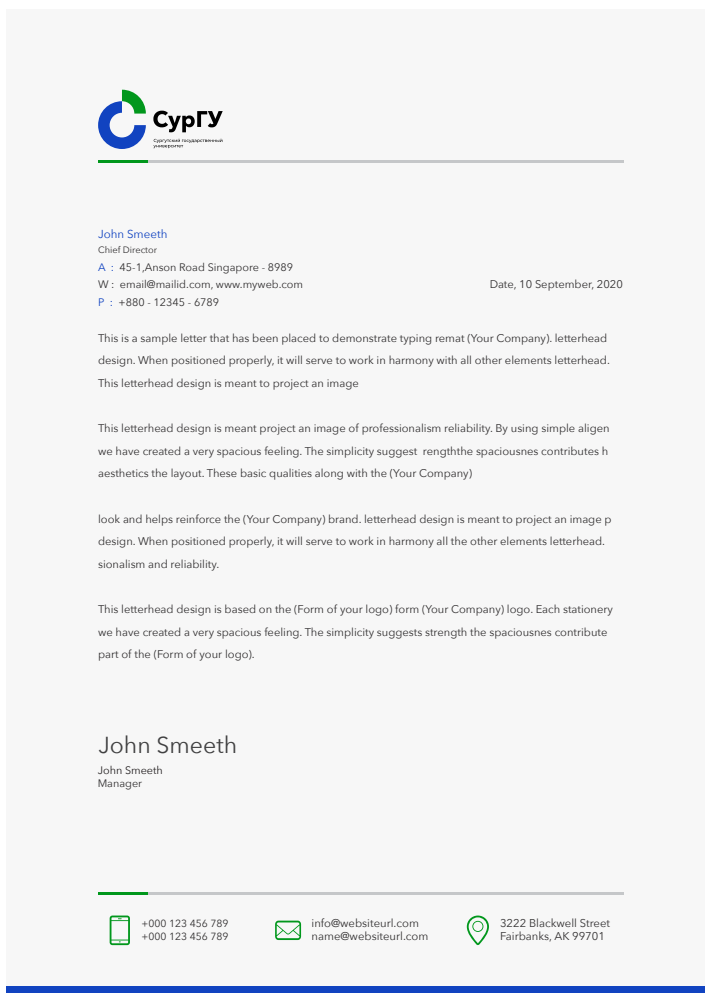 СурГУ
Сургутский государственный
университет
John Smeeth
Chief Director
A : 45-1,Anson Road Singapore - 8989
W : email@mailid.com, www.myweb.com
Date, 10 September, 2020
P : +880 - 12345 - 6789
This is a sample letter that has been placed to demonstrate typing remat (Your Company). letterhead
design. When positioned properly, it will serve to work in harmony with all other elements letterhead.
This letterhead design is meant to project an image
This letterhead design is meant project an image of professionalism reliability. By using simple aligen
we have created a very spacious feeling. The simplicity suggest  rengththe spaciousnes contributes h
aesthetics the layout. These basic qualities along with the (Your Company)
look and helps reinforce the (Your Company) brand. letterhead design is meant to project an image p
design. When positioned properly, it will serve to work in harmony all the other elements letterhead.
sionalism and reliability.
This letterhead design is based on the (Form of your logo) form (Your Company) logo. Each stationery
we have created a very spacious feeling. The simplicity suggests strength the spaciousnes contribute
part of the (Form of your logo).
John Smeeth
John Smeeth
Manager
+000 123 456 789
+000 123 456 789
info@websiteurl.com
name@websiteurl.com
3222 Blackwell Street
Fairbanks, AK 99701